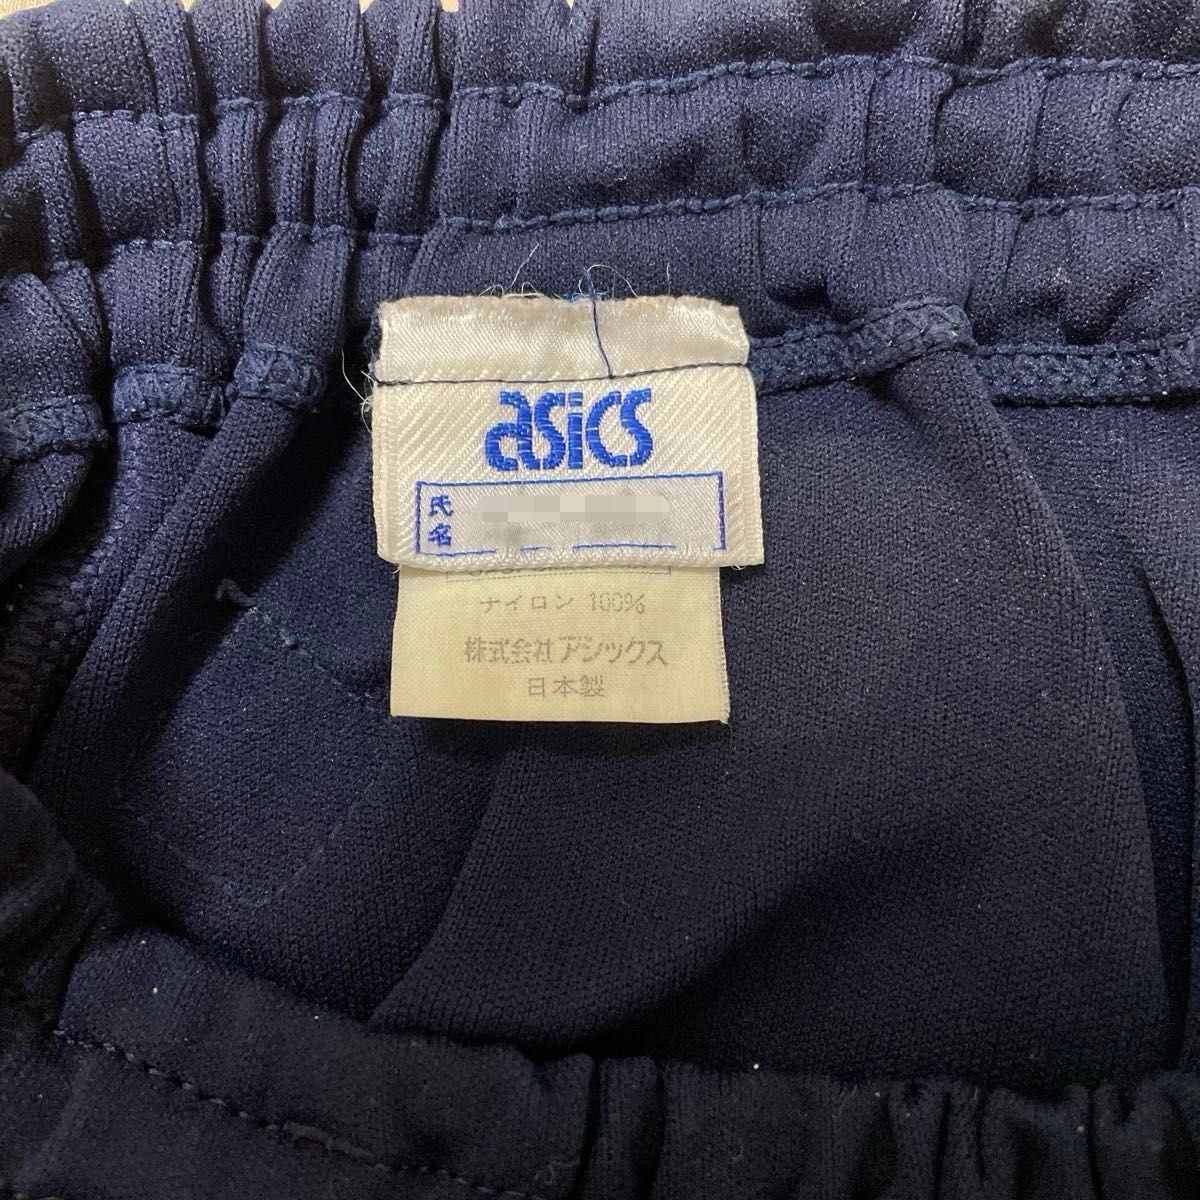 asics
氏名
ナイロン 100%
株式会社アシックス
日本製